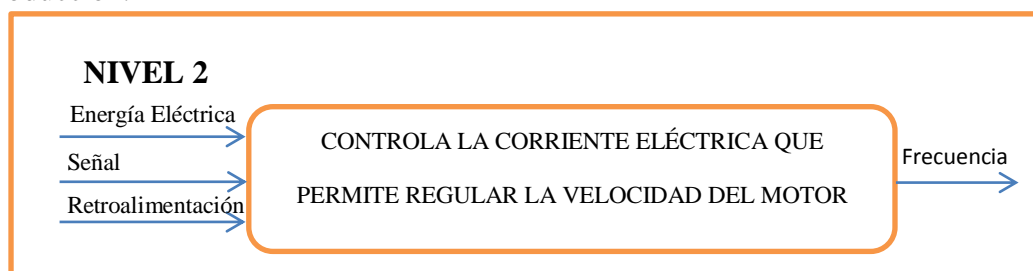 NIVEL 2
Energía Eléctrica
Señal
Retroalimentación
CONTROLA LA CORRIENTE ELÉCTRICA QUE
PERMITE REGULAR LA VELOCIDAD DEL MOTOR
Frecuencia